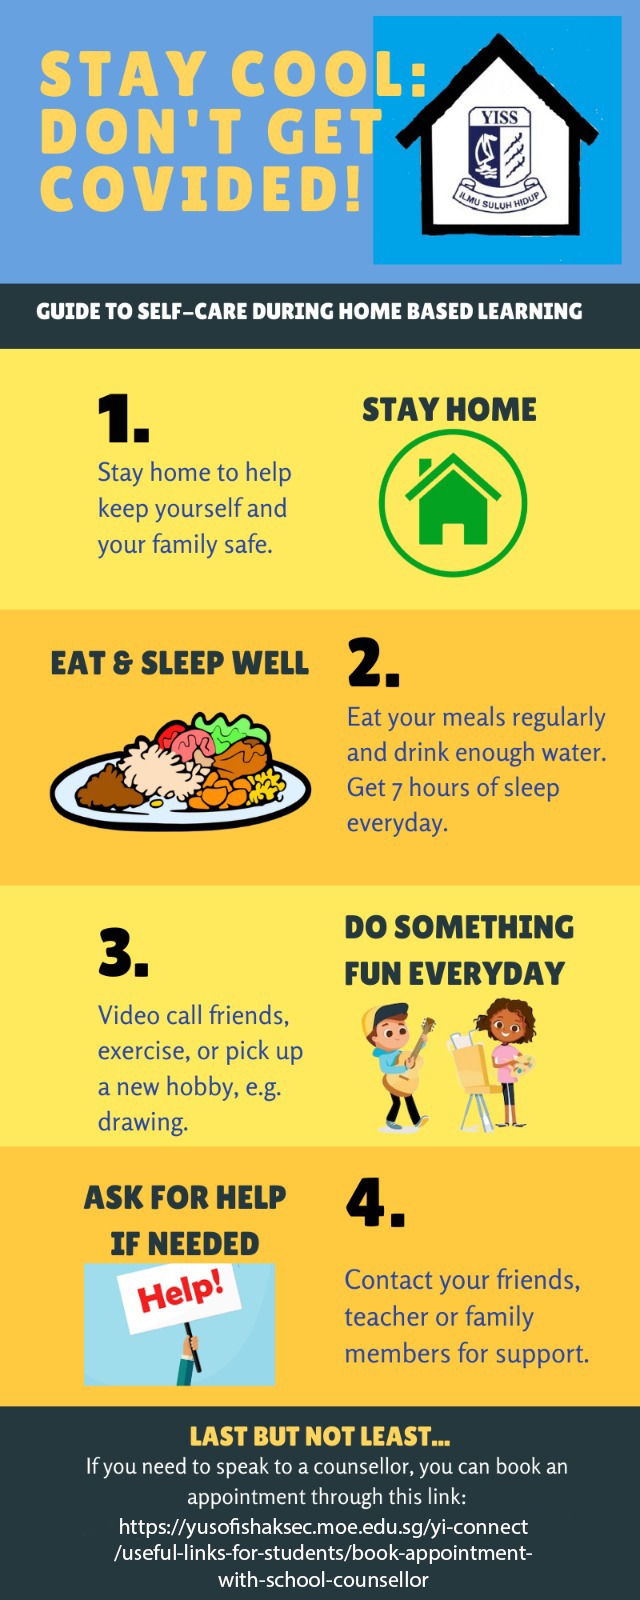 STAY COOL:
DON'T GET
COVIDED!
YISS
ILMU SULUH HIDUP
GUIDE TO SELF-CARE DURING HOME BASED LEARNING
1.
Stay home to help
keep yourself and
your family safe.
STAY HOME
EAT & SLEEP WELL
2.
Eat your meals regularly
and drink enough water.
Get 7 hours of sleep
everyday.
3.
Video call friends,
exercise, or pick up
a new hobby, e.g.
drawing.
DO SOMETHING
FUN EVERYDAY
ASK FOR HELP
IF NEEDED
Help!
4.
Contact your friends,
teacher or family
members for support.
LAST BUT NOT LEAST...
If you need to speak to a counsellor, you can book an
appointment through this link:
https://yusofishaksec.moe.edu.sg/yi-connect
/useful-links-for-students/book-appointment-
with-school-counsellor